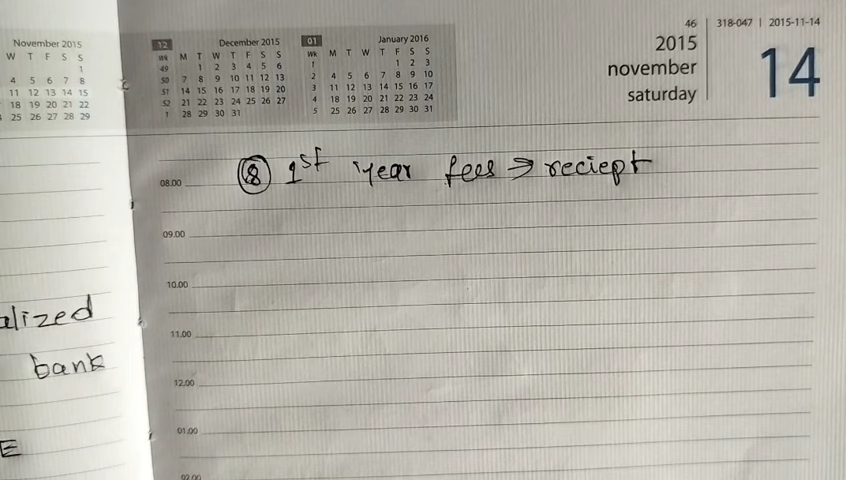 November 2015
W T F S S
1
4 5 6 7 8
11 12 13 14 15
18 19 20 21 22
25 26 27 28 29
12 December 2015
Wk M T W T F S S
49 1 2 3 4 5 6
50 7 8 9 10 11 12 13
51 14 15 16 17 18 19 20
52 21 22 23 24 25 26 27
1 28 29 30 31
01 January 2016
Wk M T W T F S S
1 1 2 3
2 4 5 6 7 8 9 10
3 11 12 13 14 15 16 17
4 18 19 20 21 22 23 24
5 25 26 27 28 29 30 31
46 318-047 | 2015-11-14
2015
november
saturday
14
⑧ 1st year fees → reciept
08.00
09.00
10.00
11.00
12.00
01.00
02.00
alized
bank
E